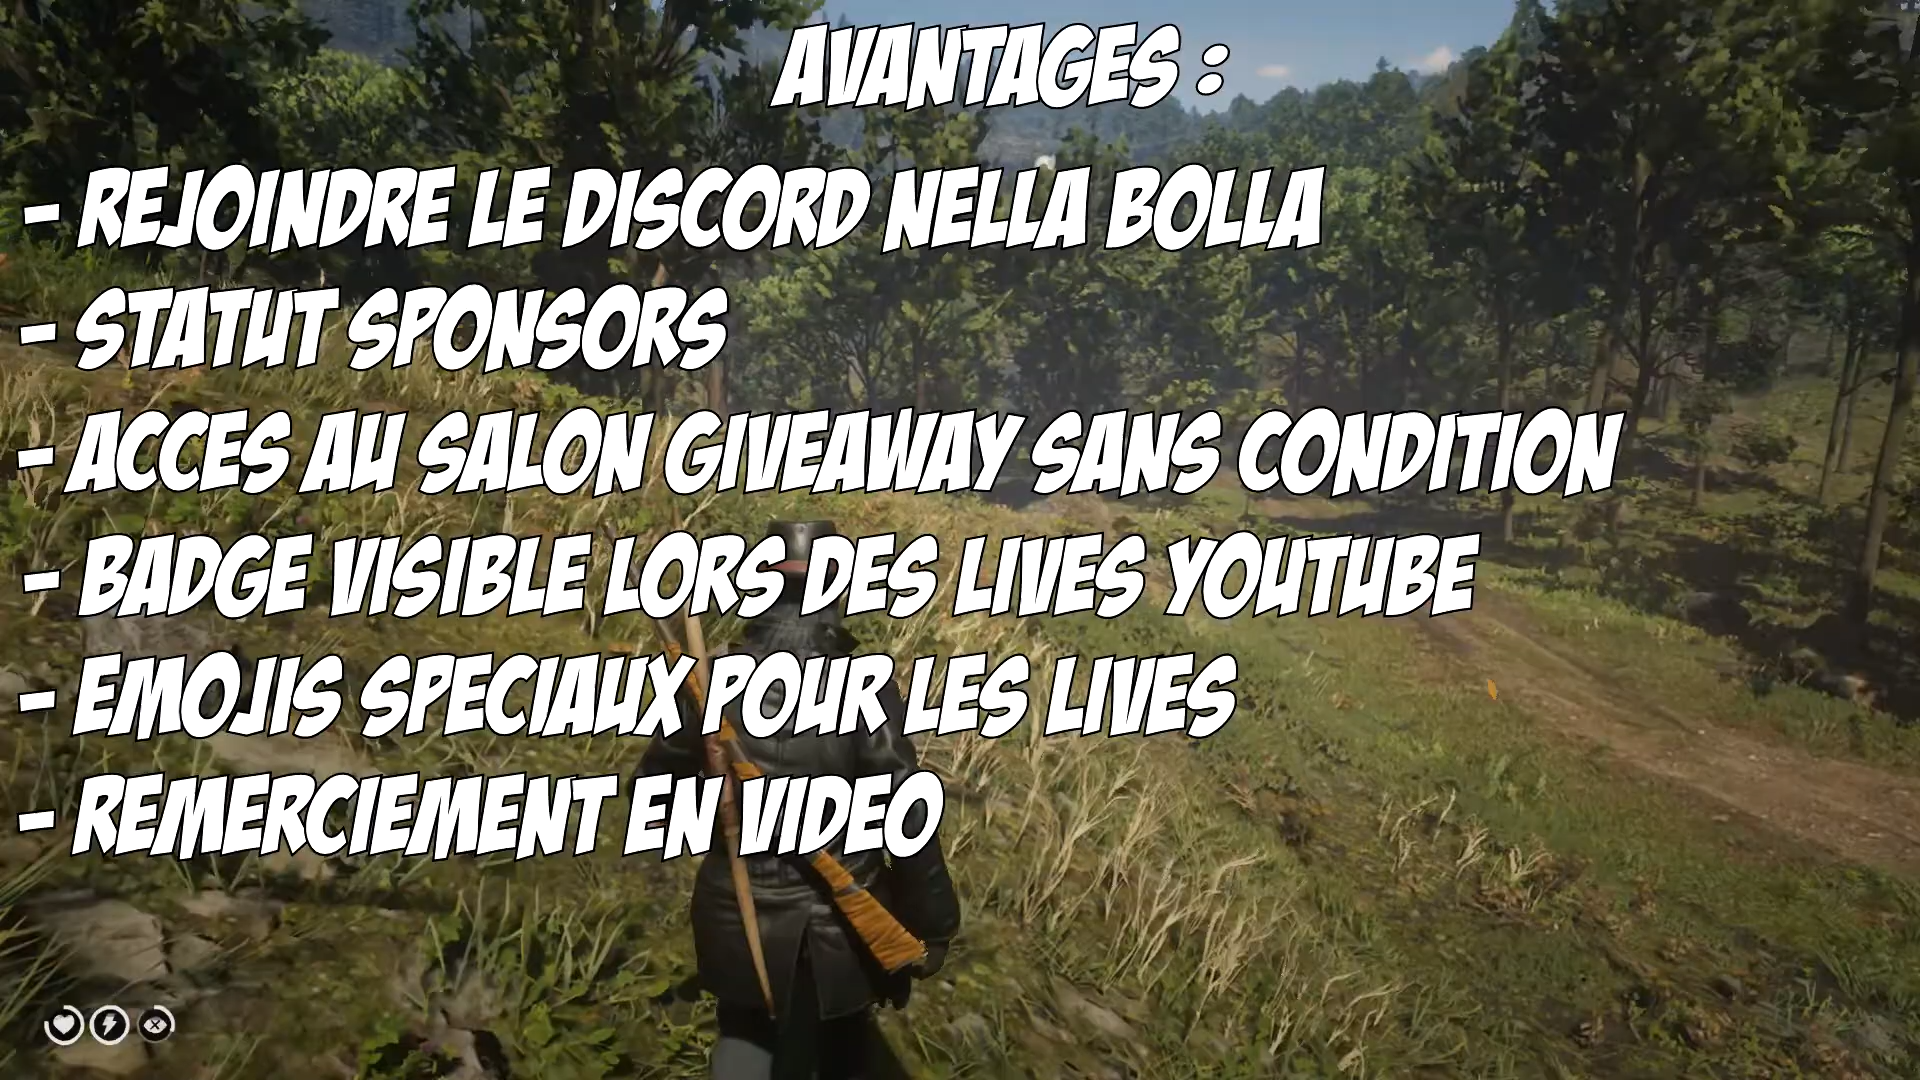 AVANTAGES :
- REJOINDRE LE DISCORD NELLA BOLLA
- STATUT SPONSORS
- ACCES AU SALON GIVEAWAY SANS CONDITION
- BADGE VISIBLE LORS DES LIVES YOUTUBE
- EMOJIS SPECIAUX POUR LES LIVES
- REMERCIEMENT EN VIDEO